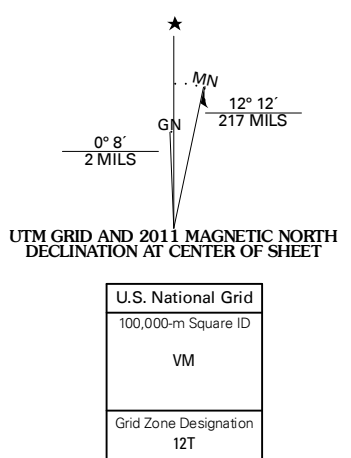 MN
GN
12° 12´
217 MILS
0° 8´
2 MILS
UTM GRID AND 2011 MAGNETIC NORTH
DECLINATION AT CENTER OF SHEET
U.S. National Grid
100,000-m Square ID
VM
Grid Zone Designation
12T